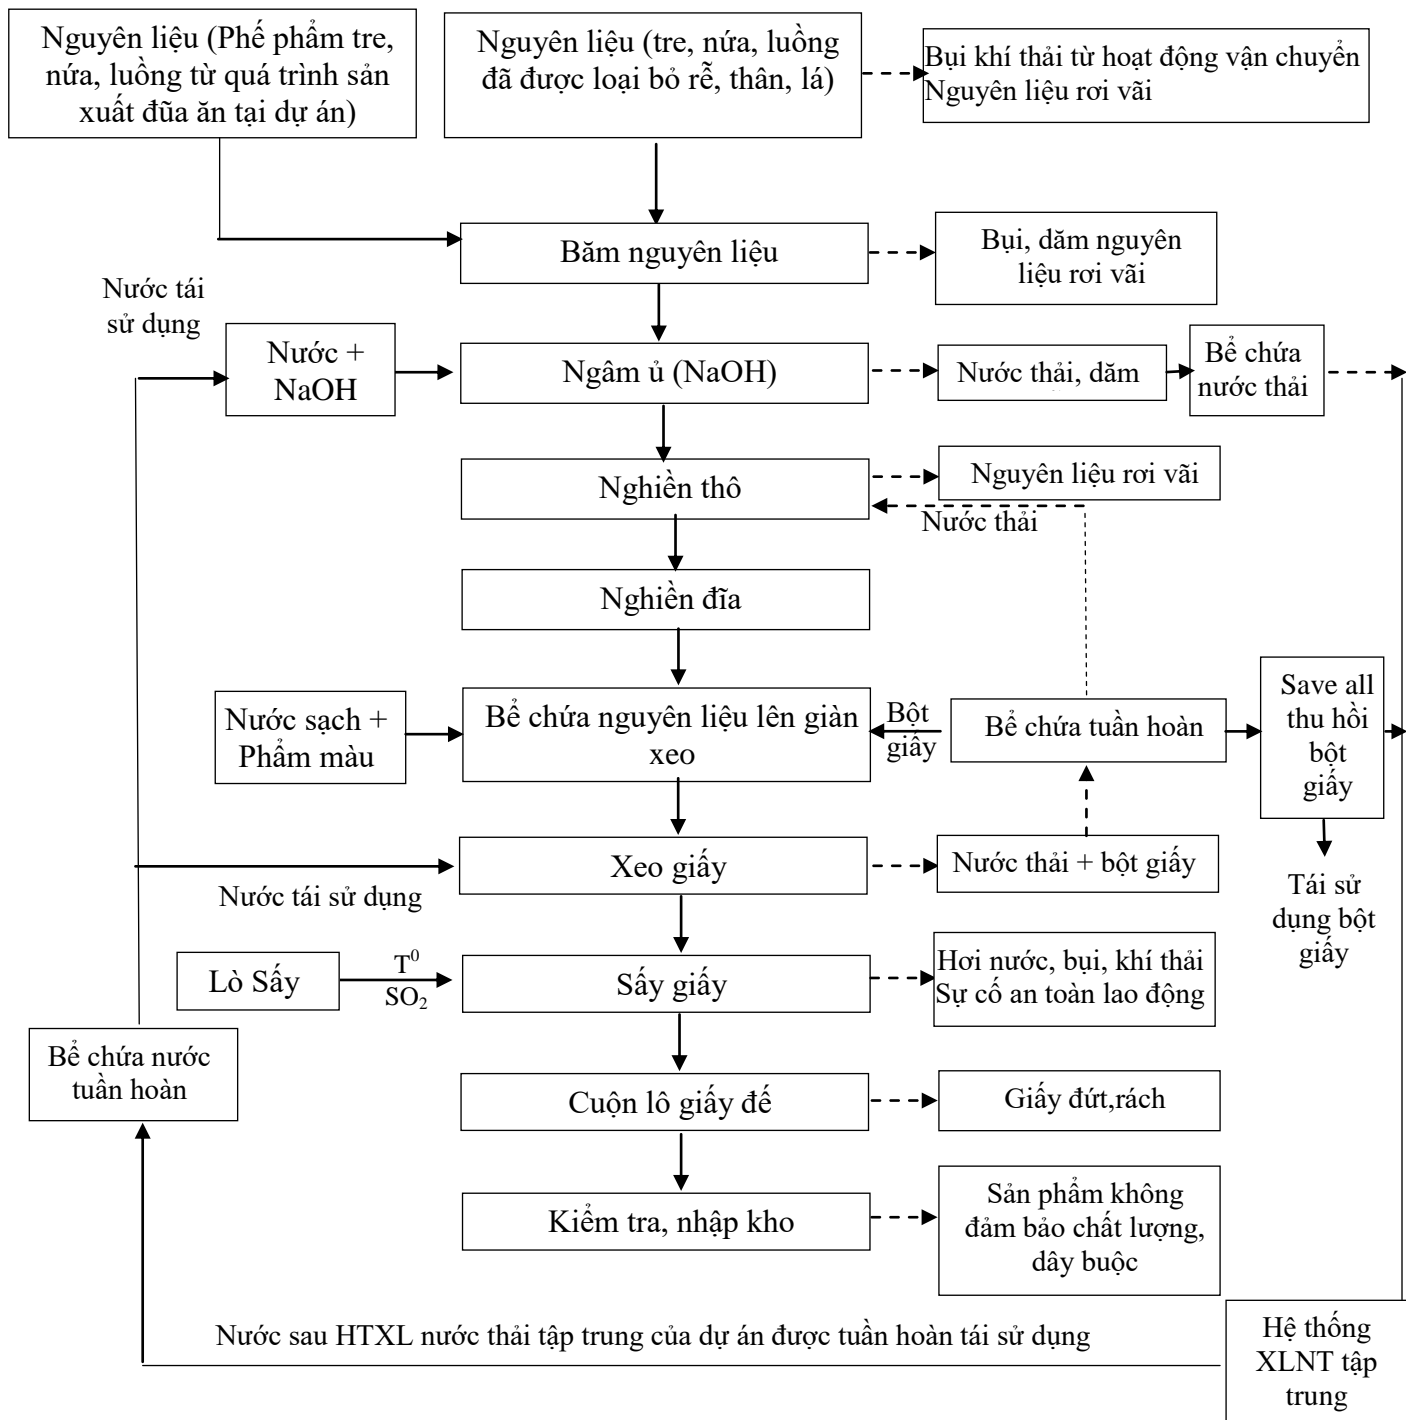 Nguyên liệu (Phế phẩm tre,
nứa, luồng từ quá trình sản
xuất đũa ăn tại dự án)
Nguyên liệu (tre, nứa, luồng
đã được loại bỏ rễ, thân, lá)
Bụi khí thải từ hoạt động vận chuyển
Nguyên liệu rơi vãi
Băm nguyên liệu
Bụi, dăm nguyên
liệu rơi vãi
Nước tái
sử dụng
Nước +
NaOH
Ngâm ủ (NaOH)
Nước thải, dăm
Bể chứa
nước thải
Nghiền thô
Nguyên liệu rơi vãi
Nước thải
Nghiền đĩa
Nước sạch +
Phẩm màu
Bể chứa nguyên liệu lên giàn
xeo
Bột
giấy
Bể chứa tuần hoàn
Save all
thu hồi
bột
giấy
Xeo giấy
Nước thải + bột giấy
Nước tái sử dụng
Tái sử
dụng bột
giấy
Lò Sấy
T⁰
SO₂
Sấy giấy
Hơi nước, bụi, khí thải
Sự cố an toàn lao động
Bể chứa nước
tuần hoàn
Cuộn lô giấy đế
Giấy đứt,rách
Kiểm tra, nhập kho
Sản phẩm không
đảm bảo chất lượng,
dây buộc
Nước sau HTXL nước thải tập trung của dự án được tuần hoàn tái sử dụng
Hệ thống
XLNT tập
trung